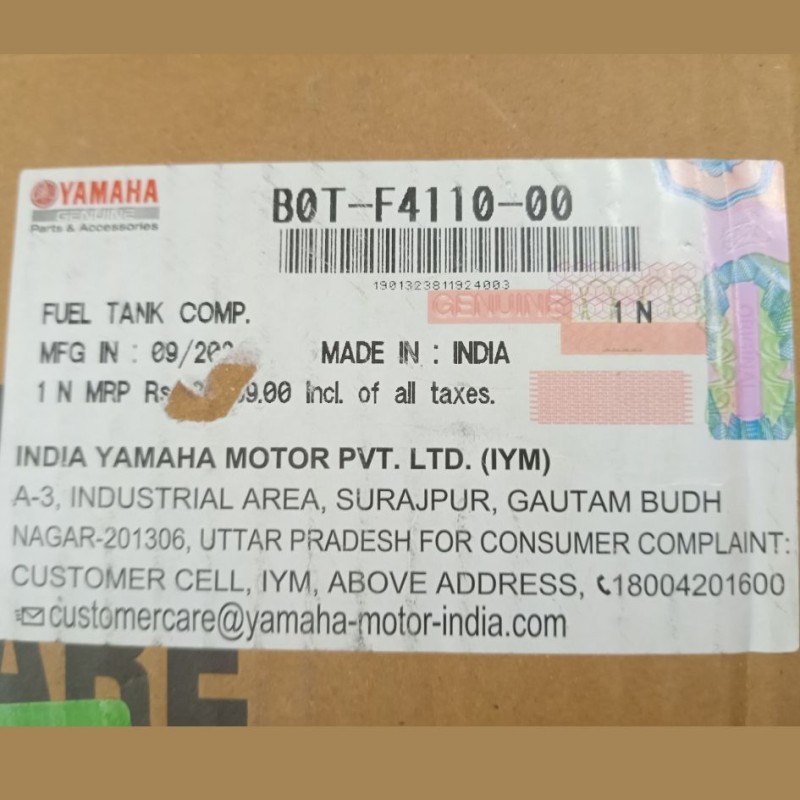 YAMAHA
GENUINE
Parts & Accessories
B0T-F4110-00
1901323811924003
FUEL TANK COMP.
GENUINE
1 N
MFG IN : 09/20
MADE IN : INDIA
1 N MRP Rs 9.00 Incl. of all taxes.
INDIA YAMAHA MOTOR PVT. LTD. (IYM)
A-3, INDUSTRIAL AREA, SURAJPUR, GAUTAM BUDH
NAGAR-201306, UTTAR PRADESH FOR CONSUMER COMPLAINT:
CUSTOMER CELL, IYM, ABOVE ADDRESS, 18004201600
customercare@yamaha-motor-india.com
ARE